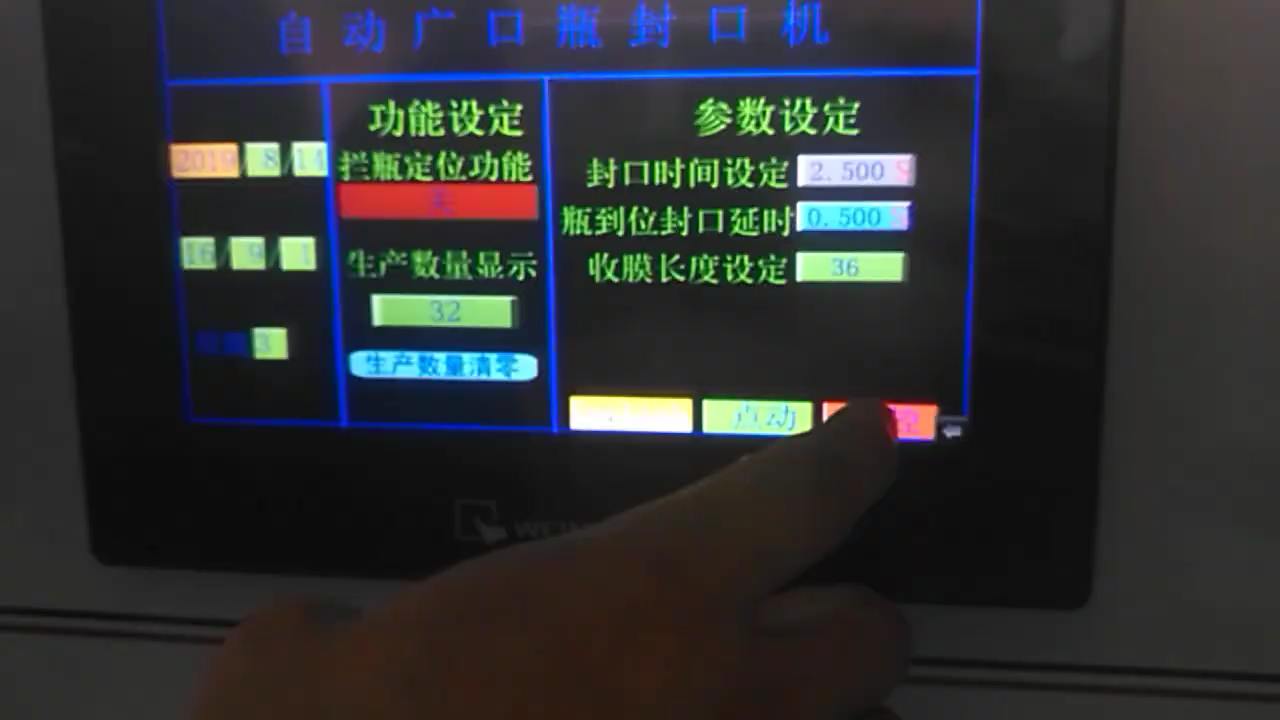 自动广口瓶封口机
功能设定
参数设定
2019/8/14
拦瓶定位功能
封口时间设定 2.500 S
无
瓶到位封口延时 0.500 S
16/9/1
生产数量显示
收膜长度设定 36
32
3
生产数量清零
点动